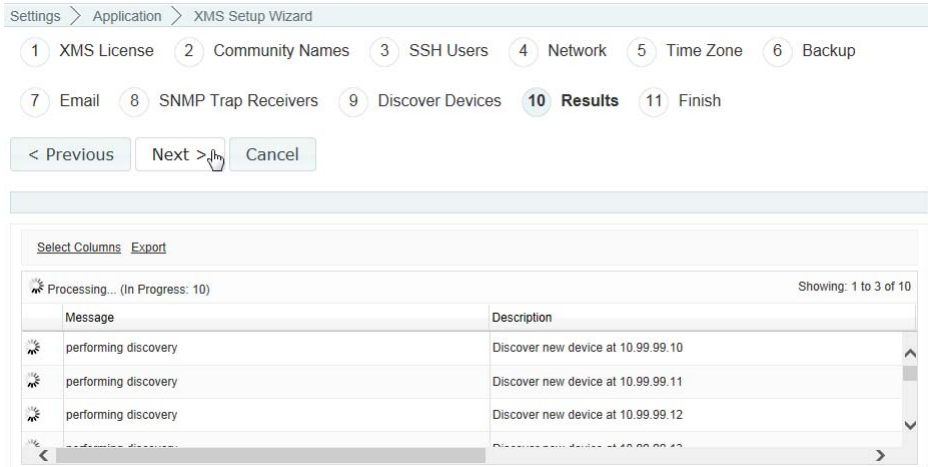 Settings > Application > XMS Setup Wizard
1 XMS License 2 Community Names 3 SSH Users 4 Network 5 Time Zone 6 Backup
7 Email 8 SNMP Trap Receivers 9 Discover Devices 10 Results 11 Finish
< Previous Next > Cancel
Select Columns Export
Processing... (In Progress: 10) Showing: 1 to 3 of 10
Message Description
performing discovery Discover new device at 10.99.99.10
performing discovery Discover new device at 10.99.99.11
performing discovery Discover new device at 10.99.99.12